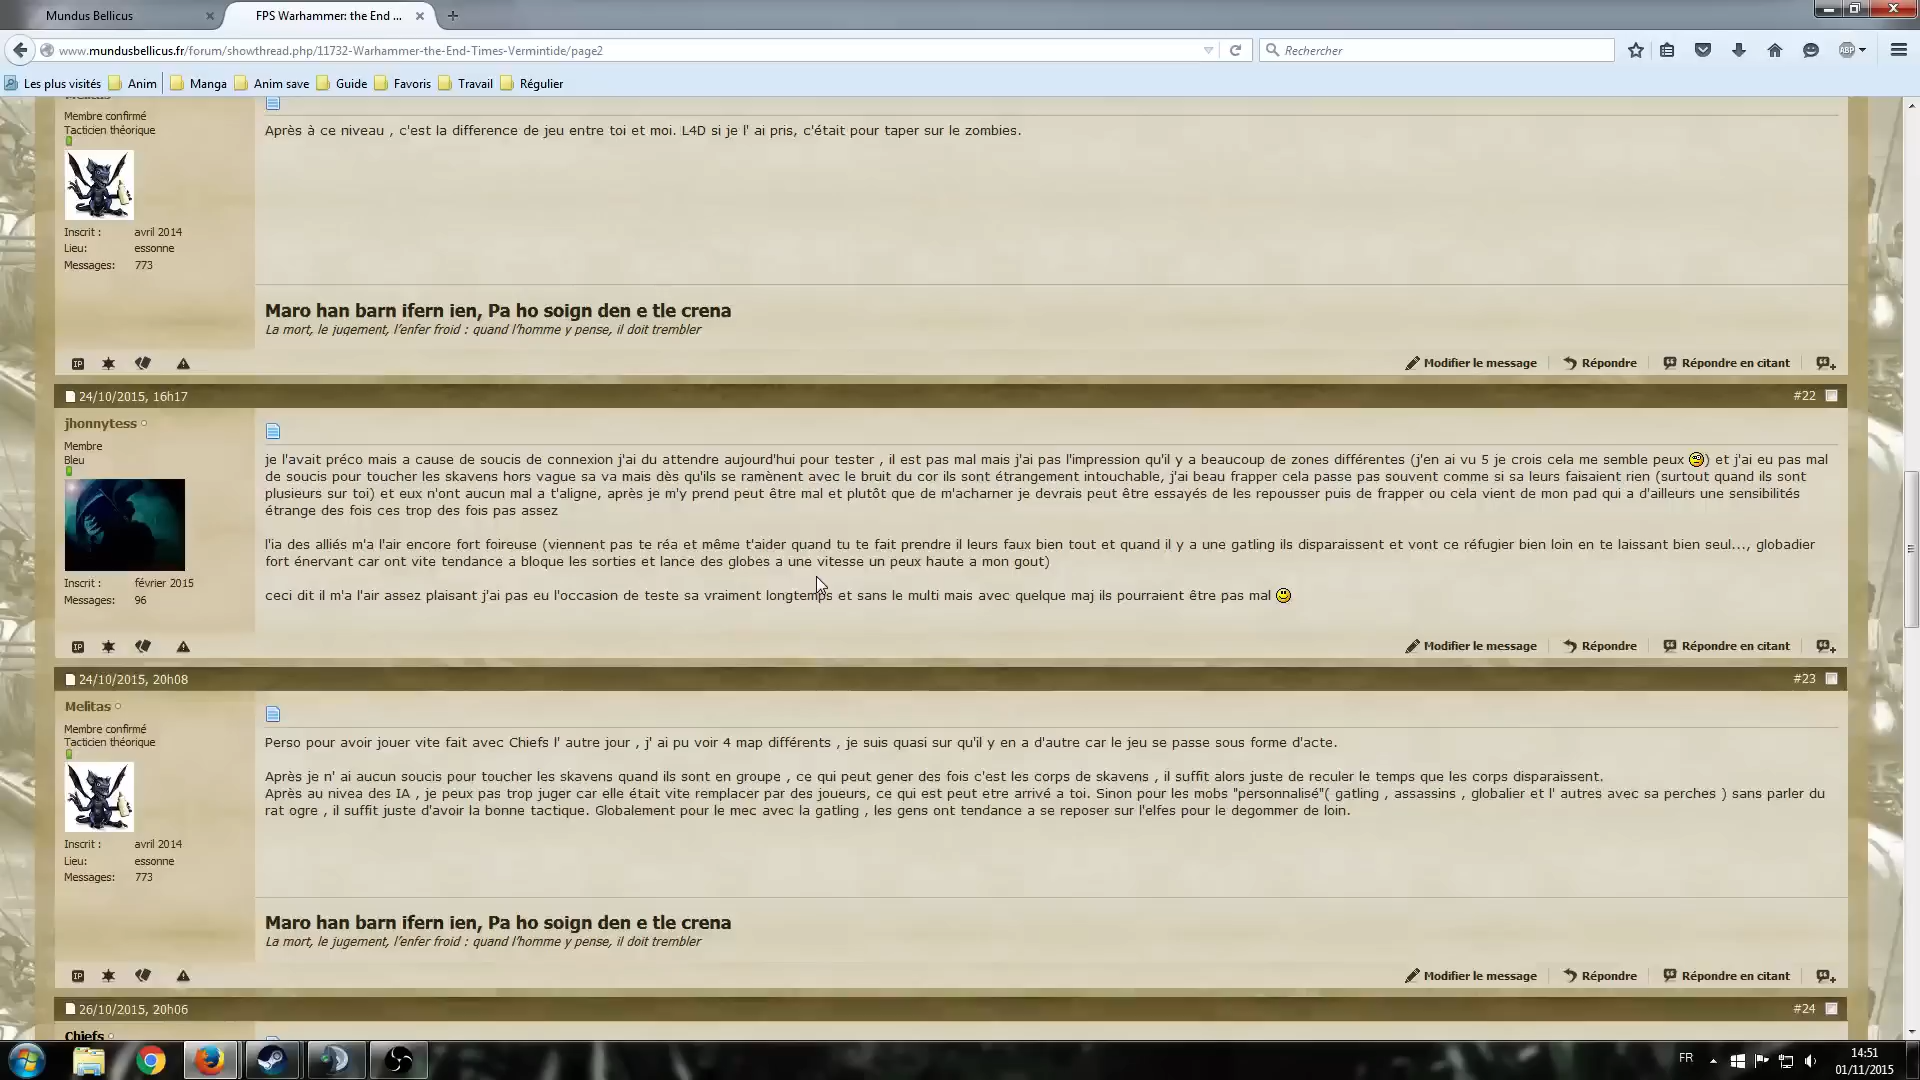 Mundus Bellicus
FPS Warhammer: the End ...
www.mundusbellicus.fr/forum/showthread.php/11732-Warhammer-the-End-Times-Vermintide/page2
Rechercher
ABP
Les plus visités
Anim
Manga
Anim save
Guide
Favoris
Travail
Régulier
Membre confirmé
Tacticien théorique
Inscrit : avril 2014
Lieu: essonne
Messages: 773
Après à ce niveau , c'est la difference de jeu entre toi et moi. L4D si je l' ai pris, c'était pour taper sur le zombies.
Maro han barn ifern ien, Pa ho soign den e tle crena
La mort, le jugement, l'enfer froid : quand l'homme y pense, il doit trembler
IP
Modifier le message
Répondre
Répondre en citant
24/10/2015, 16h17
#22
jhonnytess
Membre
Bleu
Inscrit : février 2015
Messages: 96
je l'avait préco mais a cause de soucis de connexion j'ai du attendre aujourd'hui pour tester , il est pas mal mais j'ai pas l'impression qu'il y a beaucoup de zones différentes (j'en ai vu 5 je crois cela me semble peux ) et j'ai eu pas mal
de soucis pour toucher les skavens hors vague sa va mais dès qu'ils se ramènent avec le bruit du cor ils sont étrangement intouchable, j'ai beau frapper cela passe pas souvent comme si sa leurs faisaient rien (surtout quand ils sont
plusieurs sur toi) et eux n'ont aucun mal a t'aligne, après je m'y prend peut être mal et plutôt que de m'acharner je devrais peut être essayés de les repousser puis de frapper ou cela vient de mon pad qui a d'ailleurs une sensibilités
étrange des fois ces trop des fois pas assez
l'ia des alliés m'a l'air encore fort foireuse (viennent pas te réa et même t'aider quand tu te fait prendre il leurs faux bien tout et quand il y a une gatling ils disparaissent et vont ce réfugier bien loin en te laissant bien seul..., globadier
fort énervant car ont vite tendance a bloque les sorties et lance des globes a une vitesse un peux haute a mon gout)
ceci dit il m'a l'air assez plaisant j'ai pas eu l'occasion de teste sa vraiment longtemps et sans le multi mais avec quelque maj ils pourraient être pas mal
IP
Modifier le message
Répondre
Répondre en citant
24/10/2015, 20h08
#23
Melitas
Membre confirmé
Tacticien théorique
Inscrit : avril 2014
Lieu: essonne
Messages: 773
Perso pour avoir jouer vite fait avec Chiefs l' autre jour , j' ai pu voir 4 map différents , je suis quasi sur qu'il y en a d'autre car le jeu se passe sous forme d'acte.
Après je n' ai aucun soucis pour toucher les skavens quand ils sont en groupe , ce qui peut gener des fois c'est les corps de skavens , il suffit alors juste de reculer le temps que les corps disparaissent.
Après au nivea des IA , je peux pas trop juger car elle était vite remplacer par des joueurs, ce qui est peut etre arrivé a toi. Sinon pour les mobs "personnalisé"( gatling , assassins , globalier et l' autres avec sa perches ) sans parler du
rat ogre , il suffit juste d'avoir la bonne tactique. Globalement pour le mec avec la gatling , les gens ont tendance a se reposer sur l'elfes pour le degommer de loin.
Maro han barn ifern ien, Pa ho soign den e tle crena
La mort, le jugement, l'enfer froid : quand l'homme y pense, il doit trembler
IP
Modifier le message
Répondre
Répondre en citant
26/10/2015, 20h06
#24
Chiefs
FR
14:51
01/11/2015